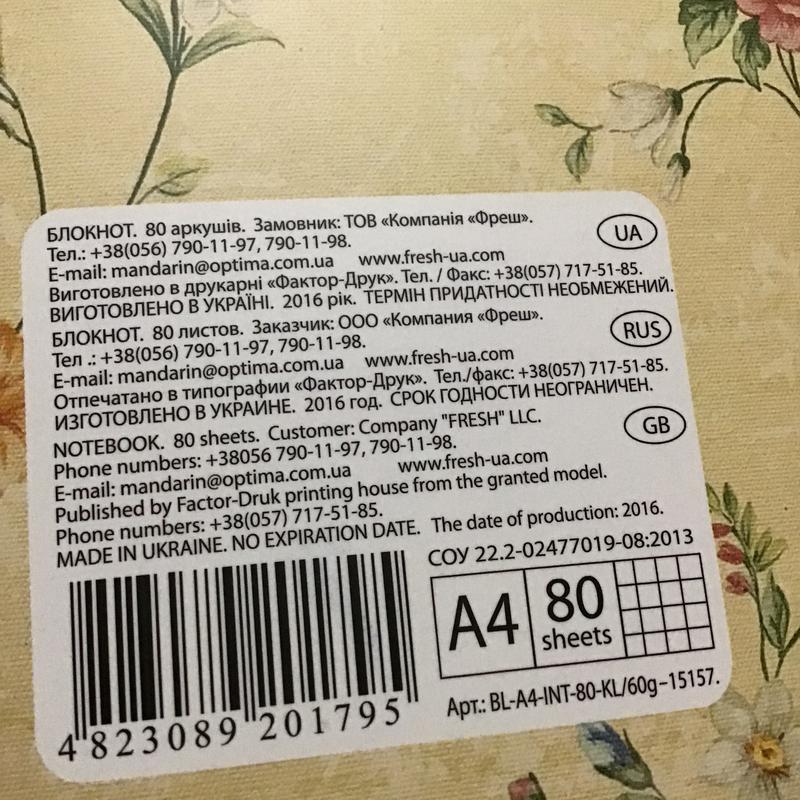 БЛОКНОТ. 80 аркушів. Замовник: ТОВ «Компанія «Фреш».
UA
Тел.: +38(056) 790-11-97, 790-11-98.
E-mail: mandarin@optima.com.ua www.fresh-ua.com
Виготовлено в друкарні «Фактор-Друк». Тел. / Факс: +38(057) 717-51-85.
ВИГОТОВЛЕНО В УКРАЇНІ. 2016 рік. ТЕРМІН ПРИДАТНОСТІ НЕОБМЕЖЕНИЙ.
БЛОКНОТ. 80 листов. Заказчик: ООО «Компания «Фреш».
RUS
Тел .: +38(056) 790-11-97, 790-11-98.
E-mail: mandarin@optima.com.ua www.fresh-ua.com
Отпечатано в типографии «Фактор-Друк». Тел./факс: +38(057) 717-51-85.
ИЗГОТОВЛЕНО В УКРАИНЕ. 2016 год. СРОК ГОДНОСТИ НЕОГРАНИЧЕН.
NOTEBOOK. 80 sheets. Customer: Company "FRESH" LLC.
GB
Phone numbers: +38056 790-11-97, 790-11-98.
E-mail: mandarin@optima.com.ua www.fresh-ua.com
Published by Factor-Druk printing house from the granted model.
Phone numbers: +38(057) 717-51-85.
MADE IN UKRAINE. NO EXPIRATION DATE. The date of production: 2016.
СОУ 22.2-02477019-08:2013
A4
80
sheets
Арт.: BL-A4-INT-80-KL/60g–15157.
4 823089 201795